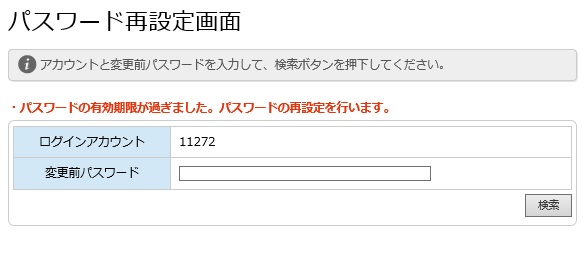 パスワード再設定画面
アカウントと変更前パスワードを入力して、検索ボタンを押下してください。
・パスワードの有効期限が過ぎました。パスワードの再設定を行います。
ログインアカウント 11272
変更前パスワード
検索